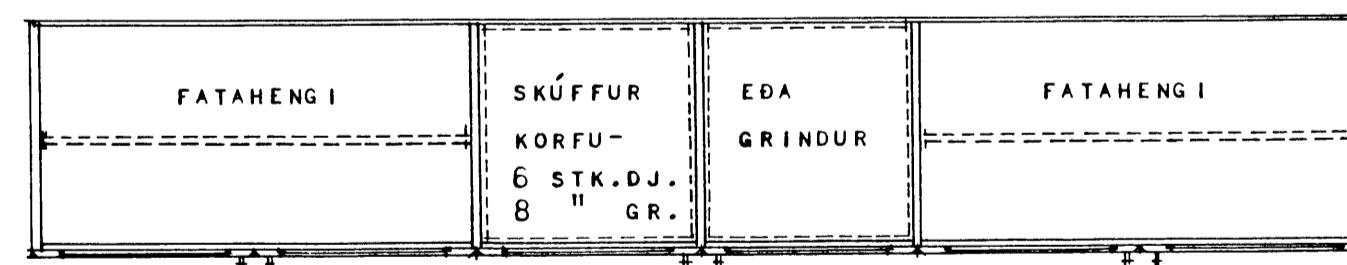 FATAHENGI
SKÚFFUR EÐA
KORFU- GRINDUR
6 STK.DJ.
8 " GR.
FATAHENGI